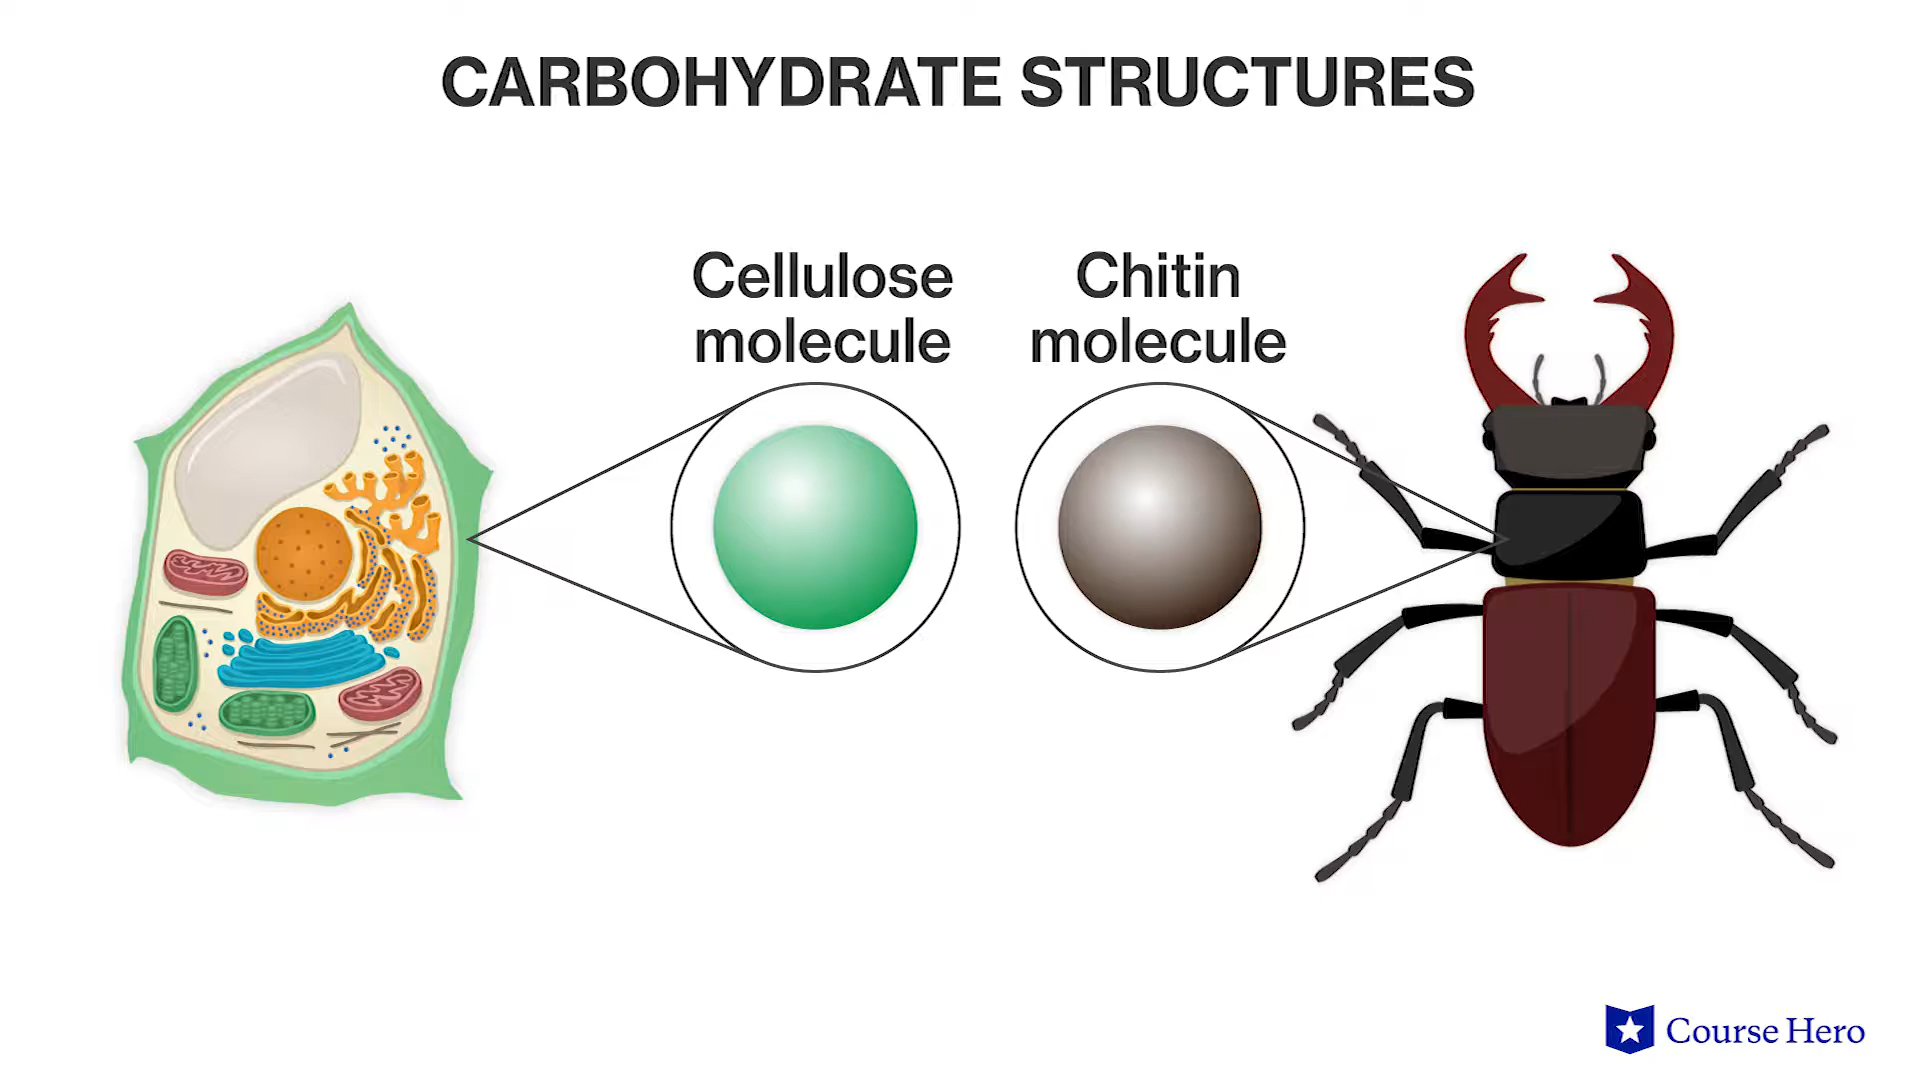 CARBOHYDRATE STRUCTURES
Cellulose
molecule
Chitin
molecule
Course Hero